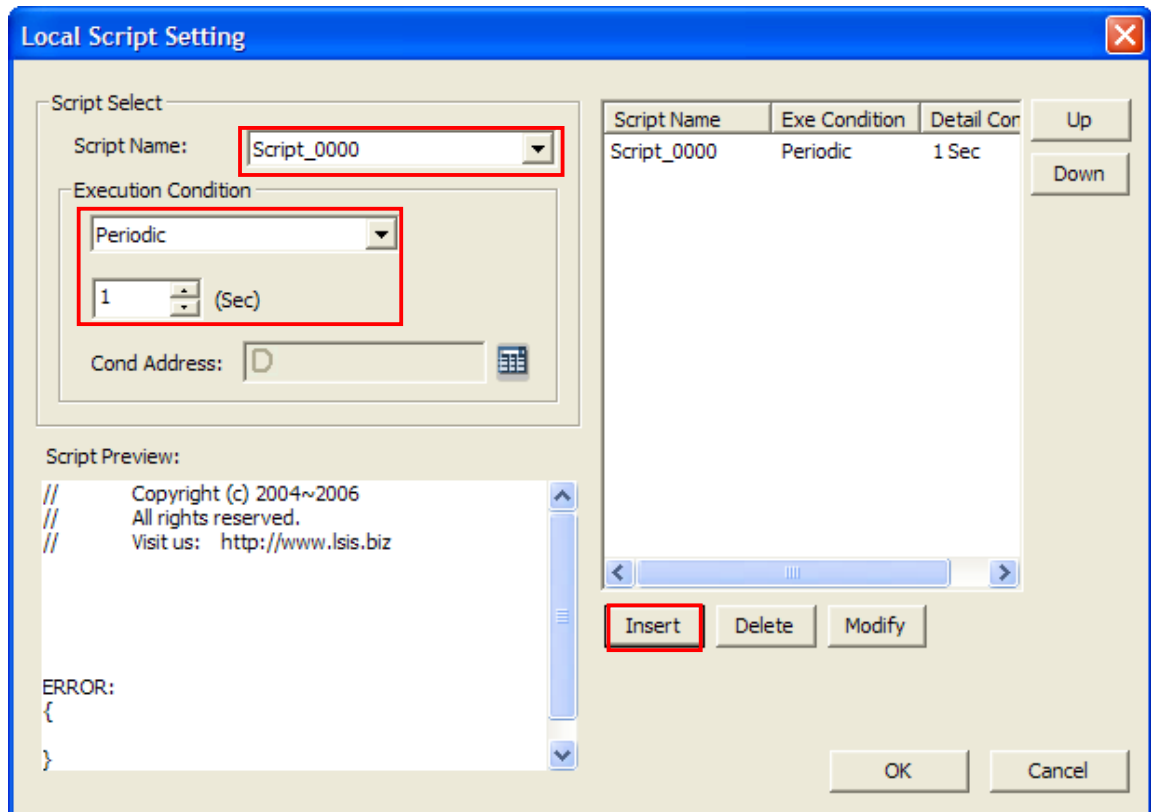 Local Script Setting
Script Select
Script Name:
Script_0000
Execution Condition
Periodic
1
(Sec)
Cond Address:
D
Script Preview:
// Copyright (c) 2004~2006
// All rights reserved.
// Visit us: http://www.lsis.biz
ERROR:
{
}
Script Name Exe Condition Detail Con
Script_0000 Periodic 1 Sec
Up
Down
Insert Delete Modify
OK Cancel